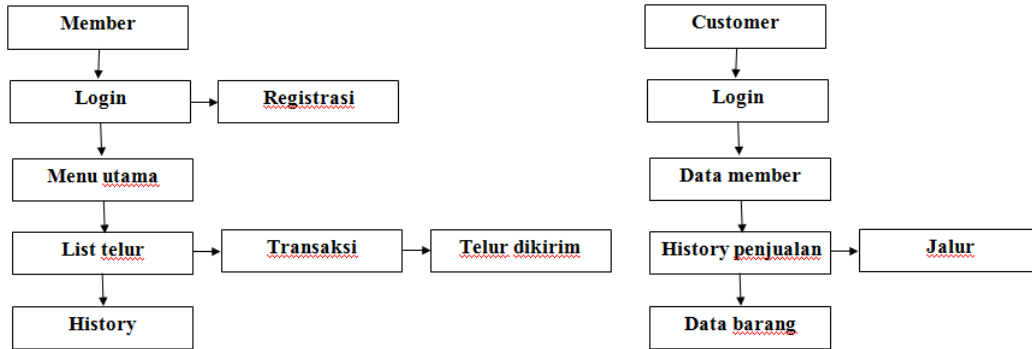 Member
Login
Registrasi
Menu utama
List telur
Transaksi
Telur dikirim
History
Customer
Login
Data member
History penjualan
Jalur
Data barang